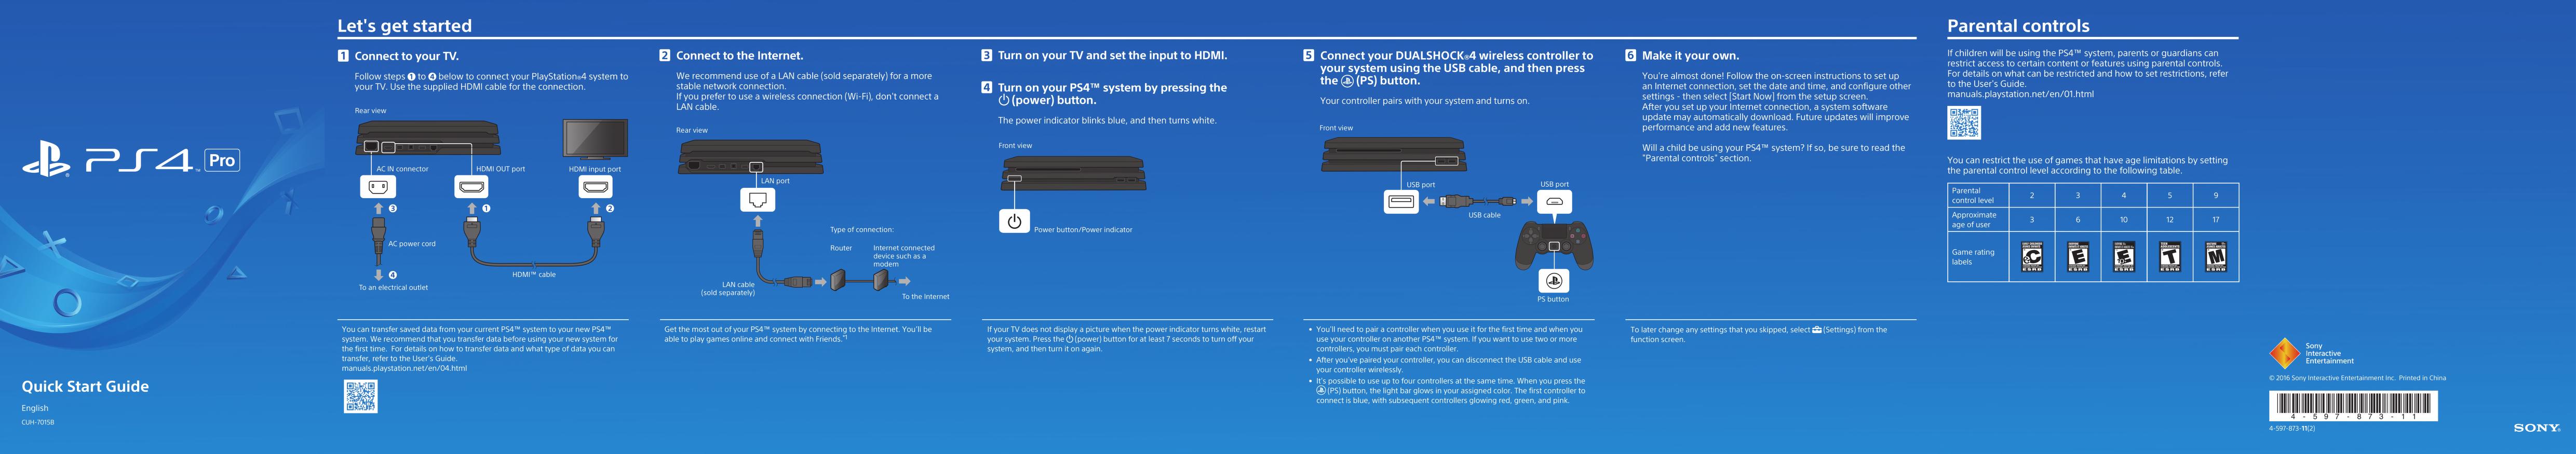 PS4™ Pro
Quick Start Guide
English
CUH-7015B
Let's get started
1 Connect to your TV.
Follow steps ❶ to ❹ below to connect your PlayStation®4 system to
your TV. Use the supplied HDMI cable for the connection.
Rear view
AC IN connector
HDMI OUT port
HDMI input port
❸
❶
❷
AC power cord
❹
HDMI™ cable
To an electrical outlet
You can transfer saved data from your current PS4™ system to your new PS4™
system. We recommend that you transfer data before using your new system for
the first time. For details on how to transfer data and what type of data you can
transfer, refer to the User's Guide.
manuals.playstation.net/en/04.html
2 Connect to the Internet.
We recommend use of a LAN cable (sold separately) for a more
stable network connection.
If you prefer to use a wireless connection (Wi-Fi), don't connect a
LAN cable.
Rear view
LAN port
Type of connection:
Router
Internet connected
device such as a
modem
LAN cable
(sold separately)
To the Internet
Get the most out of your PS4™ system by connecting to the Internet. You'll be
able to play games online and connect with Friends.*1
3 Turn on your TV and set the input to HDMI.
4 Turn on your PS4™ system by pressing the
⏻ (power) button.
The power indicator blinks blue, and then turns white.
Front view
Power button/Power indicator
If your TV does not display a picture when the power indicator turns white, restart
your system. Press the ⏻ (power) button for at least 7 seconds to turn off your
system, and then turn it on again.
5 Connect your DUALSHOCK®4 wireless controller to
your system using the USB cable, and then press
the (PS) button.
Your controller pairs with your system and turns on.
Front view
USB port
USB port
USB cable
PS button
• You'll need to pair a controller when you use it for the first time and when you
use your controller on another PS4™ system. If you want to use two or more
controllers, you must pair each controller.
• After you've paired your controller, you can disconnect the USB cable and use
your controller wirelessly.
• It's possible to use up to four controllers at the same time. When you press the
(PS) button, the light bar glows in your assigned color. The first controller to
connect is blue, with subsequent controllers glowing red, green, and pink.
6 Make it your own.
You're almost done! Follow the on-screen instructions to set up
an Internet connection, set the date and time, and configure other
settings - then select [Start Now] from the setup screen.
After you set up your Internet connection, a system software
update may automatically download. Future updates will improve
performance and add new features.
Will a child be using your PS4™ system? If so, be sure to read the
"Parental controls" section.
To later change any settings that you skipped, select (Settings) from the
function screen.
Parental controls
If children will be using the PS4™ system, parents or guardians can
restrict access to certain content or features using parental controls.
For details on what can be restricted and how to set restrictions, refer
to the User's Guide.
manuals.playstation.net/en/01.html
You can restrict the use of games that have age limitations by setting
the parental control level according to the following table.
Parental
control level
2 3 4 5 9
Approximate
age of user
3 6 10 12 17
Game rating
labels
C E E T M
ESRB ESRB ESRB ESRB ESRB
Sony
Interactive
Entertainment
© 2016 Sony Interactive Entertainment Inc. Printed in China
4-597-873-11
4-597-873-11(2)
SONY®